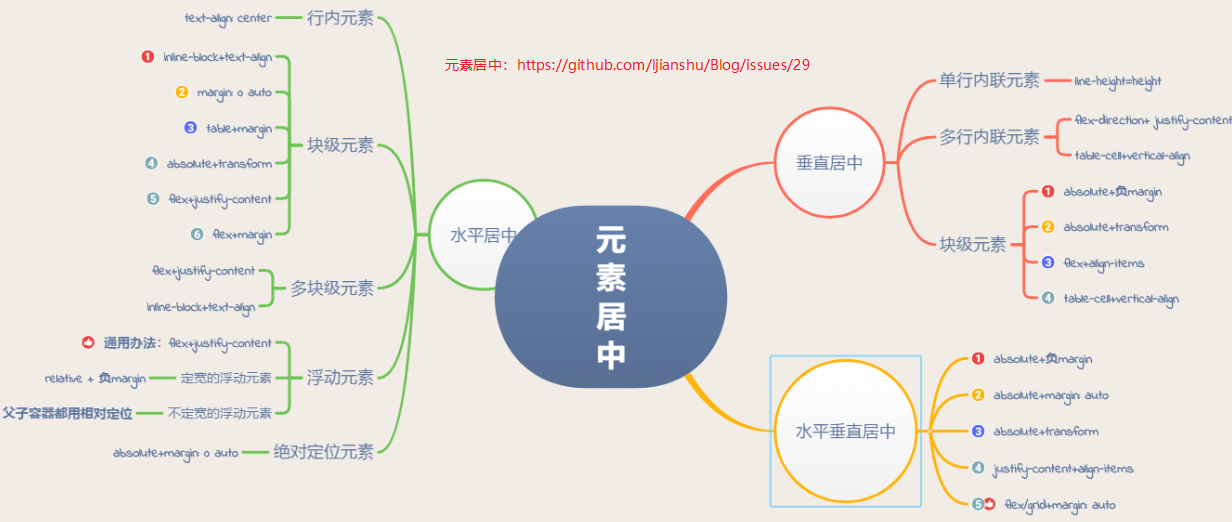 元素居中：https://github.com/ljianshu/Blog/issues/29
元素居中
水平居中
行内元素
text-align: center
块级元素
1 inline-block+text-align
2 margin: 0 auto
3 table+margin
4 absolute+transform
5 flex+justify-content
6 flex+margin
多块级元素
flex+justify-content
inline-block+text-align
浮动元素
通用办法：flex+justify-content
定宽的浮动元素
relative + 负margin
不定宽的浮动元素
父子容器都用相对定位
绝对定位元素
absolute+margin: 0 auto
垂直居中
单行内联元素
line-height=height
多行内联元素
flex-direction+ justify-content
table-cell+vertical-align
块级元素
1 absolute+负margin
2 absolute+transform
3 flex+align-items
4 table-cell+vertical-align
水平垂直居中
1 absolute+负margin
2 absolute+margin: auto
3 absolute+transform
4 justify-content+align-items
5 flex/grid+margin: auto